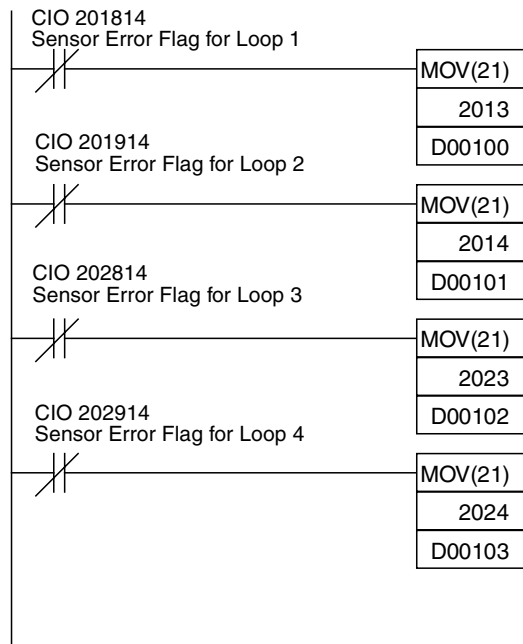 CIO 201814
Sensor Error Flag for Loop 1
MOV(21)
2013
D00100
CIO 201914
Sensor Error Flag for Loop 2
MOV(21)
2014
D00101
CIO 202814
Sensor Error Flag for Loop 3
MOV(21)
2023
D00102
CIO 202914
Sensor Error Flag for Loop 4
MOV(21)
2024
D00103